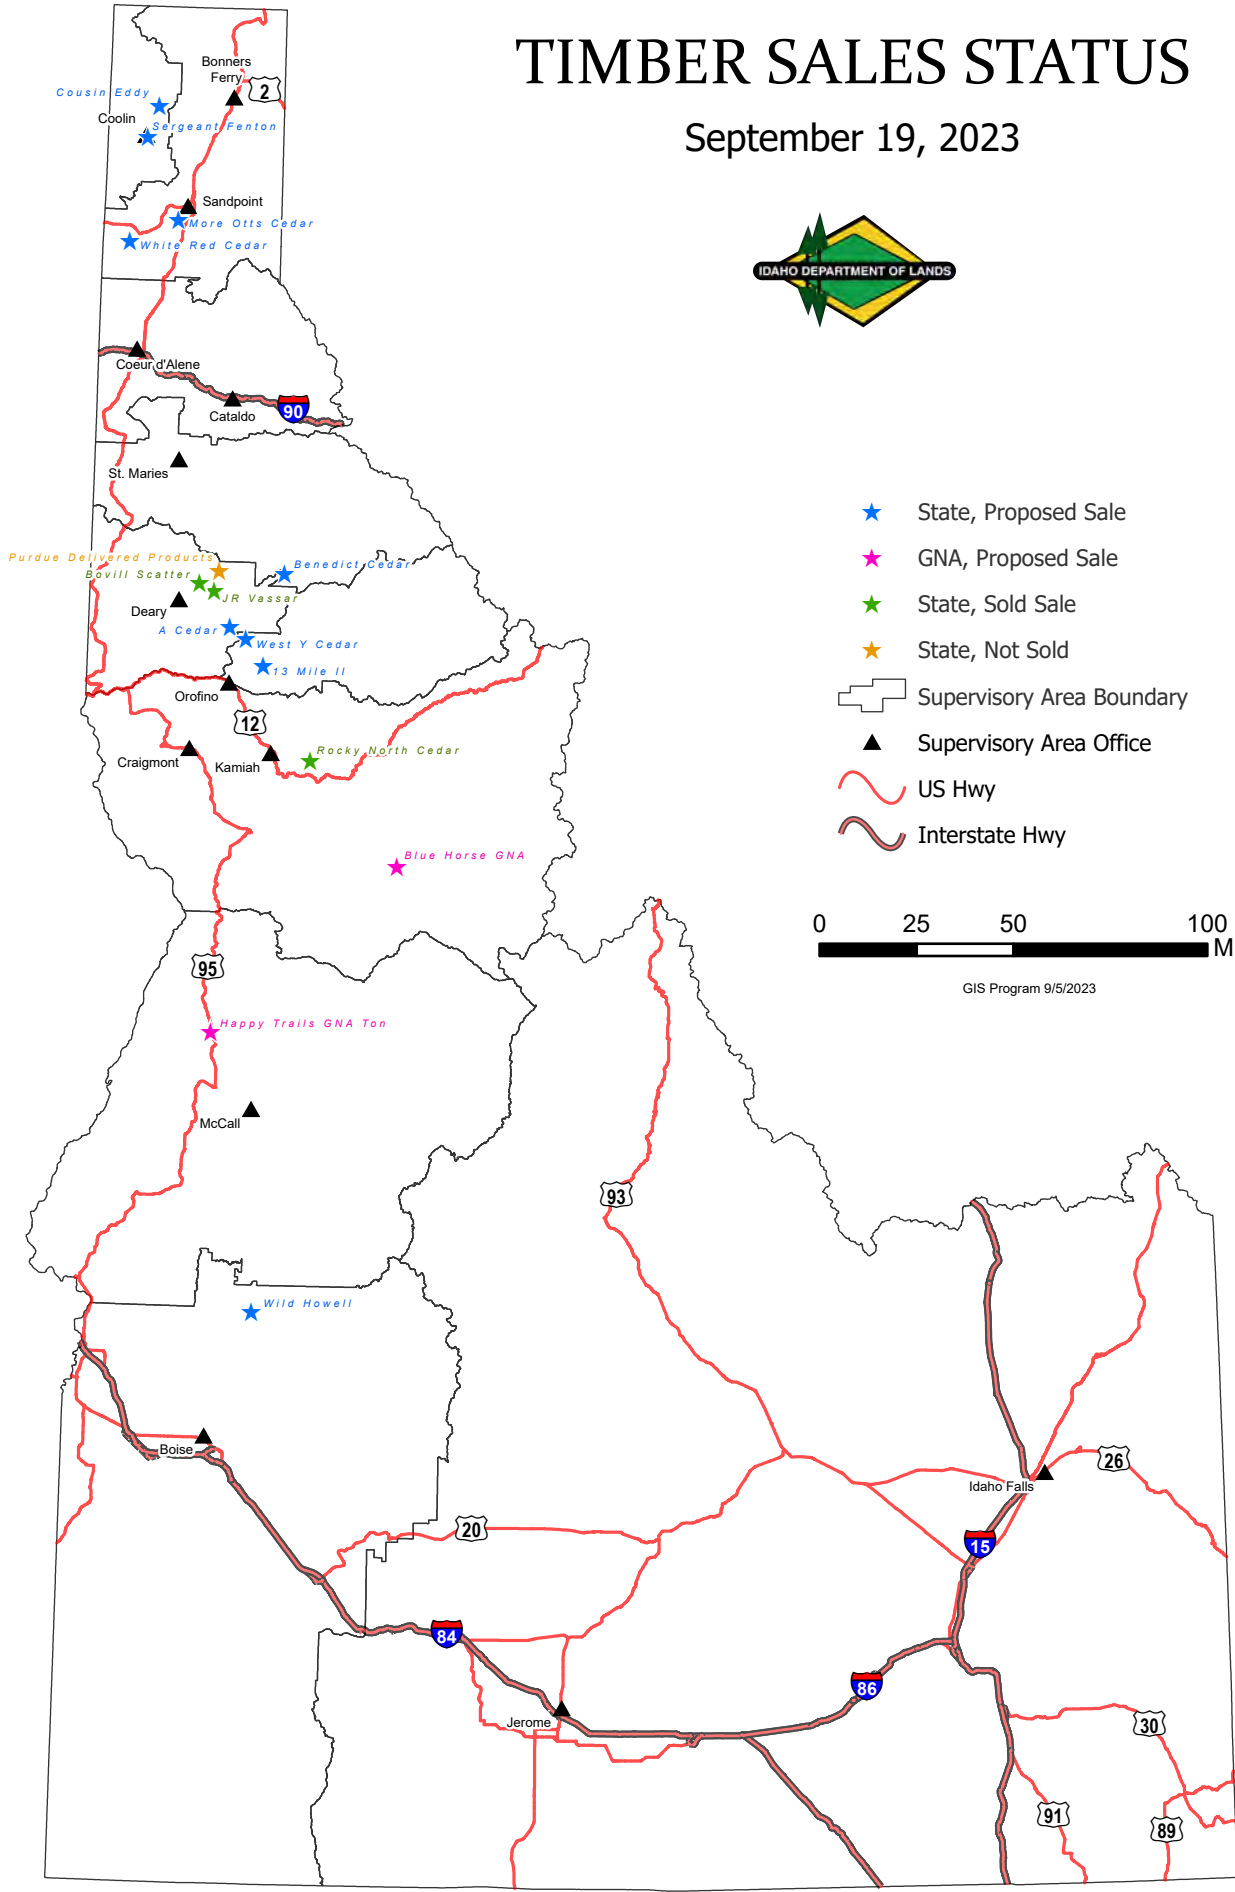 TIMBER SALES STATUS
September 19, 2023
IDAHO DEPARTMENT OF LANDS
Bonners
Ferry
2
Cousin Eddy
Coolin
Sergeant Fenton
Sandpoint
More Otts Cedar
White Red Cedar
Coeur d'Alene
Cataldo
90
St. Maries
Purdue Delivered Products
Bovill Scatter
Benedict Cedar
JR Vassar
Deary
A Cedar
West Y Cedar
13 Mile II
Orofino
12
Craigmont
Kamiah
Rocky North Cedar
Blue Horse GNA
95
Happy Trails GNA Ton
McCall
93
Wild Howell
Boise
Idaho Falls
26
20
15
84
86
Jerome
30
91
89
State, Proposed Sale
GNA, Proposed Sale
State, Sold Sale
State, Not Sold
Supervisory Area Boundary
Supervisory Area Office
US Hwy
Interstate Hwy
0 25 50 100
M
GIS Program 9/5/2023